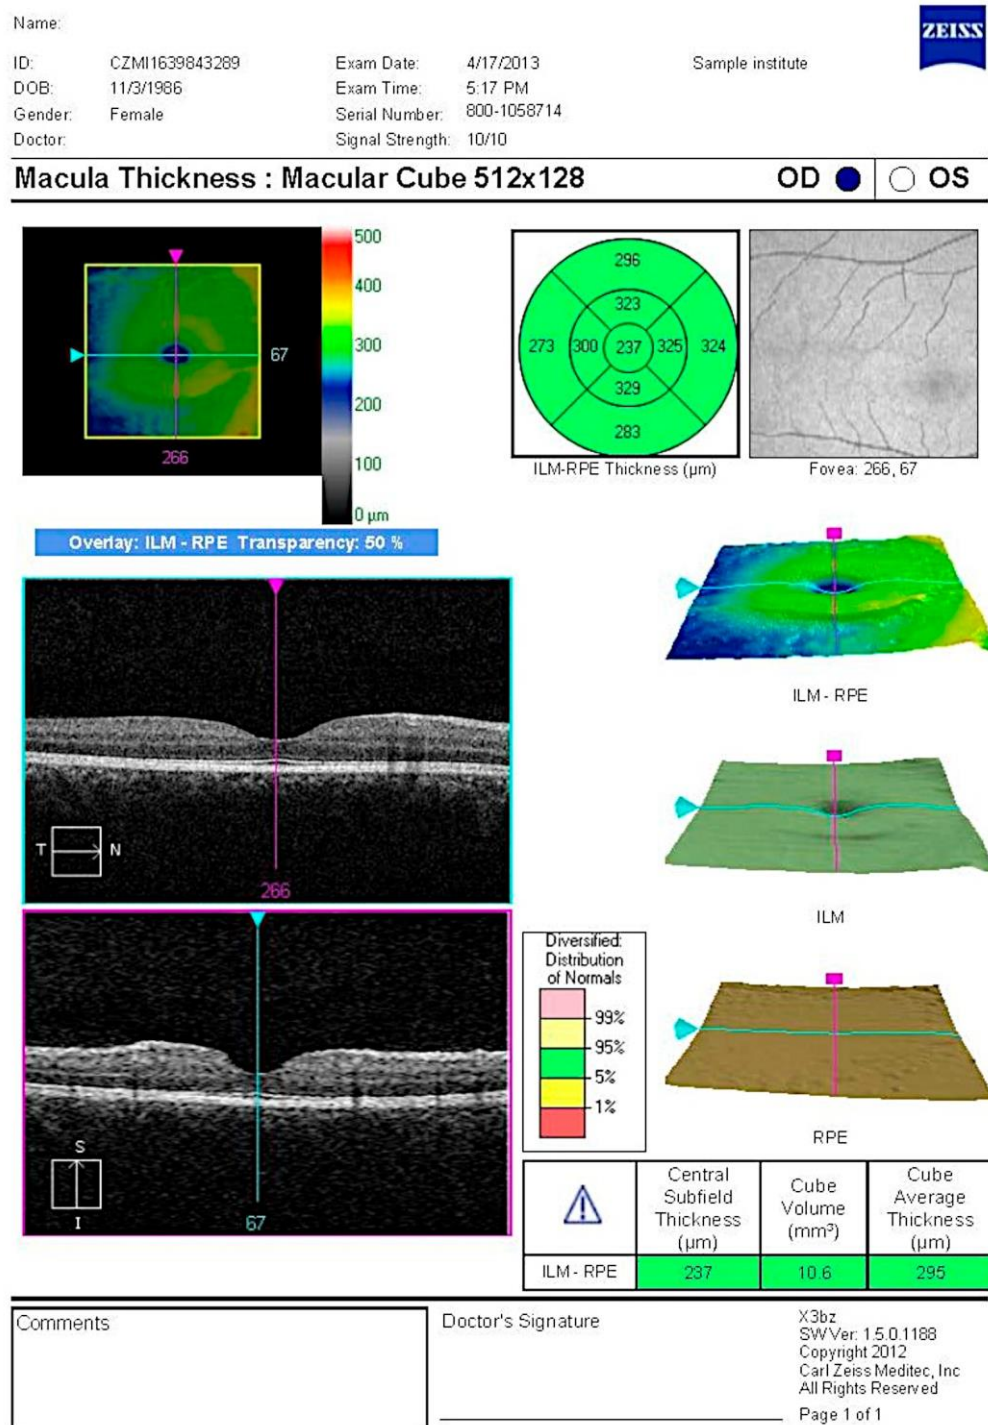 Name:
ZEISS
ID: CZMI1639843289 Exam Date: 4/17/2013 Sample institute
DOB: 11/3/1986 Exam Time: 5:17 PM
Gender: Female Serial Number: 800-1058714
Doctor: Signal Strength: 10/10
Macula Thickness : Macular Cube 512x128 OD OS
500
400
300
200
100
0 µm
67
266
Overlay: ILM - RPE Transparency: 50 %
296
323
273 300 237 325 324
329
283
ILM-RPE Thickness (µm)
Fovea: 266, 67
ILM - RPE
T N
266
ILM
S
I
67
Diversified:
Distribution
of Normals
99%
95%
5%
1%
RPE
Central
Subfield
Thickness
(µm)
Cube
Volume
(mm³)
Cube
Average
Thickness
(µm)
ILM - RPE 237 10.6 295
Comments
Doctor's Signature
X3bz
SW Ver: 1.5.0.1188
Copyright 2012
Carl Zeiss Meditec, Inc
All Rights Reserved
Page 1 of 1